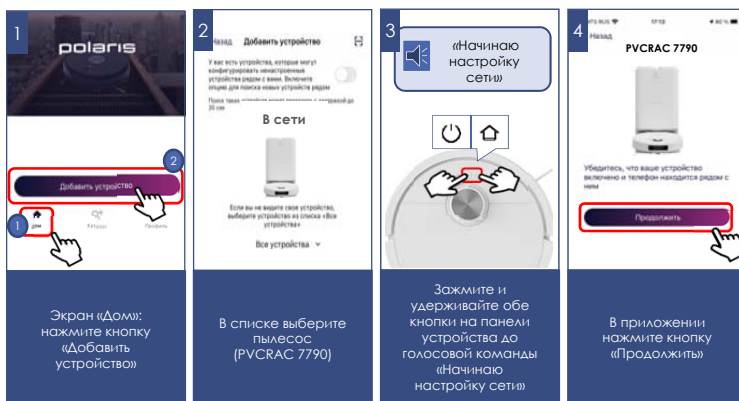 1
polaris
2
Добавить устройство
1
Дом
Профиль
Экран «Дом»:
нажмите кнопку
«Добавить
устройство»
2
Назад Добавить устройство
У вас есть устройства, которые могут
конфигурировать ненастроенные
устройства рядом с вами. Включите
опцию для поиска новых устройств рядом
20 см
В сети
Если вы не видите свое устройство,
выберите устройство из списка «Все
устройства»
Все устройства
В списке выберите
пылесос
(PVCRAC 7790)
3
«Начинаю
настройку
сети»
Зажмите и
удерживайте обе
кнопки на панели
устройства до
голосовой команды
«Начинаю
настройку сети»
4
17:13
Назад
PVCRAC 7790
Убедитесь, что ваше устройство
включено и телефон находится рядом с
ним
Продолжить
В приложении
нажмите кнопку
«Продолжить»